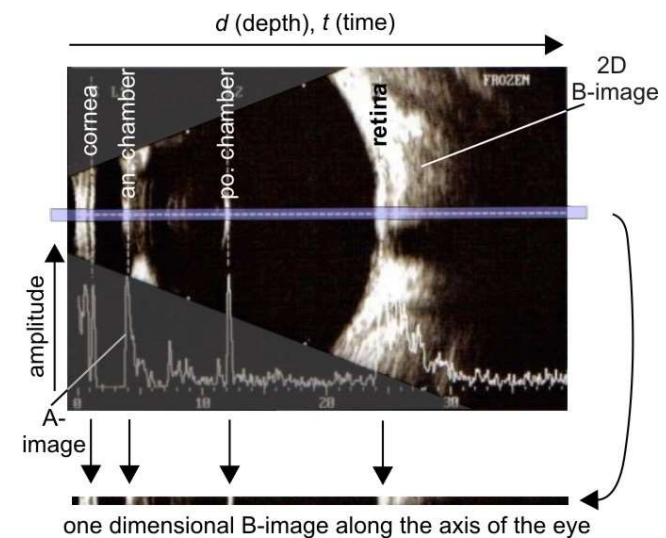 d (depth), t (time)
2D
B-image
FROZEN
cornea
an. chamber
po. chamber
retina
amplitude
A-
image
0
10
20
30
one dimensional B-image along the axis of the eye